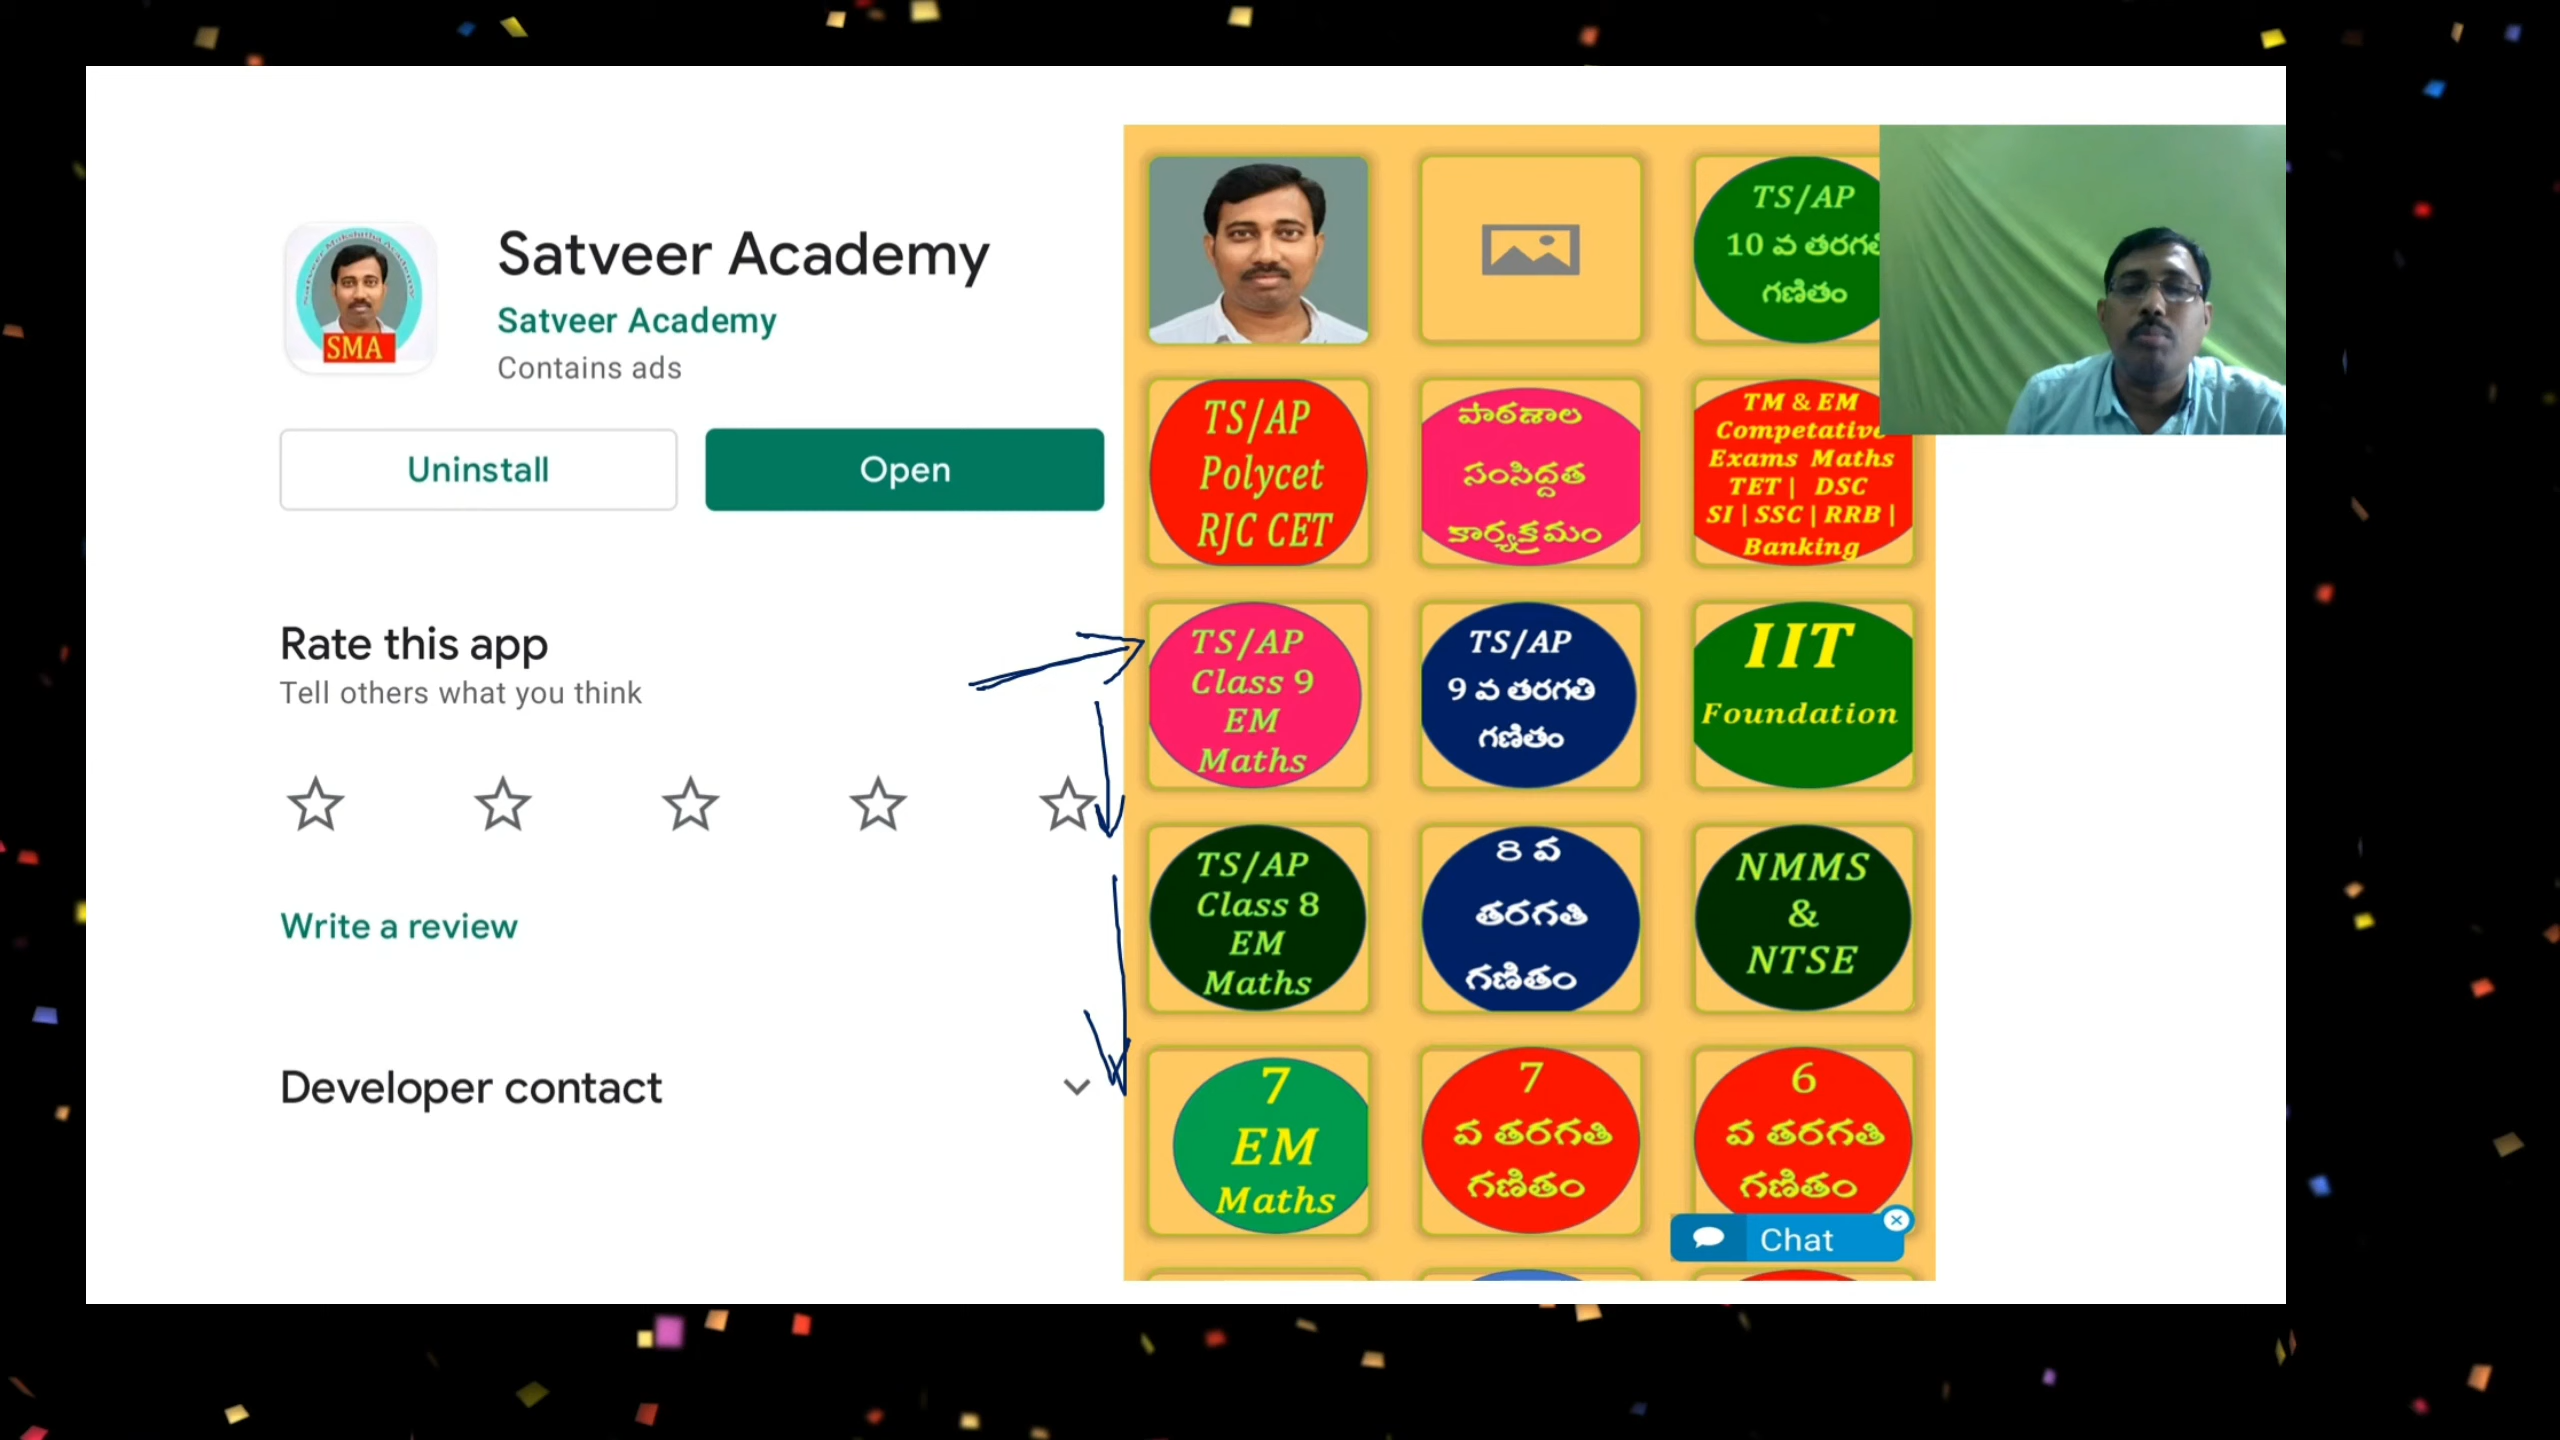 Satveer Academy
Satveer Academy
Contains ads
SMA
Uninstall
Open
Rate this app
Tell others what you think
Write a review
Developer contact
TS/AP
10 వ తరగతి
గణితం
TS/AP
Polycet
RJC CET
పాఠశాల
సంసిద్ధత
కార్యక్రమం
TM & EM
Competative
Exams Maths
TET | DSC
SI | SSC | RRB |
Banking
TS/AP
Class 9
EM
Maths
TS/AP
9 వ తరగతి
గణితం
IIT
Foundation
TS/AP
Class 8
EM
Maths
8 వ
తరగతి
గణితం
NMMS
&
NTSE
7
EM
Maths
7
వ తరగతి
గణితం
6
వ తరగతి
గణితం
Chat